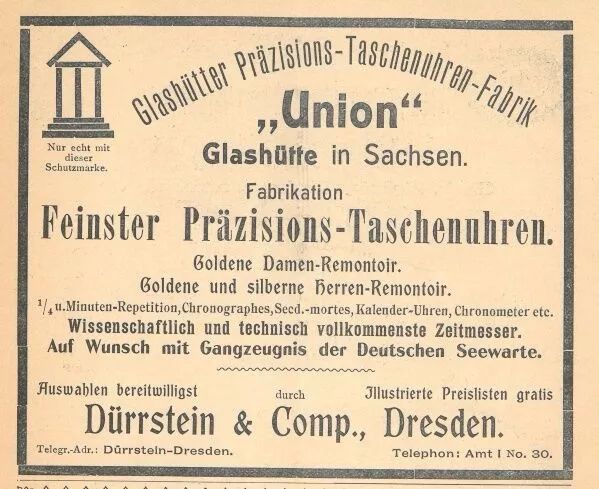 Glashütter Präzisions-Taschenuhren-Fabrik
„Union“
Glashütte in Sachsen.
Nur echt mit
dieser
Schutzmarke.
Fabrikation
Feinster Präzisions-Taschenuhren.
Goldene Damen-Remontoir.
Goldene und silberne Herren-Remontoir.
1/4 u. Minuten-Repetition, Chronographes, Secd.-mortes, Kalender-Uhren, Chronometer etc.
Wissenschaftlich und technisch vollkommenste Zeitmesser.
Auf Wunsch mit Gangzeugnis der Deutschen Seewarte.
Auswahlen bereitwilligst durch Illustrierte Preislisten gratis
Dürrstein & Comp., Dresden.
Telegr.-Adr.: Dürrstein-Dresden. Telephon: Amt I No. 30.